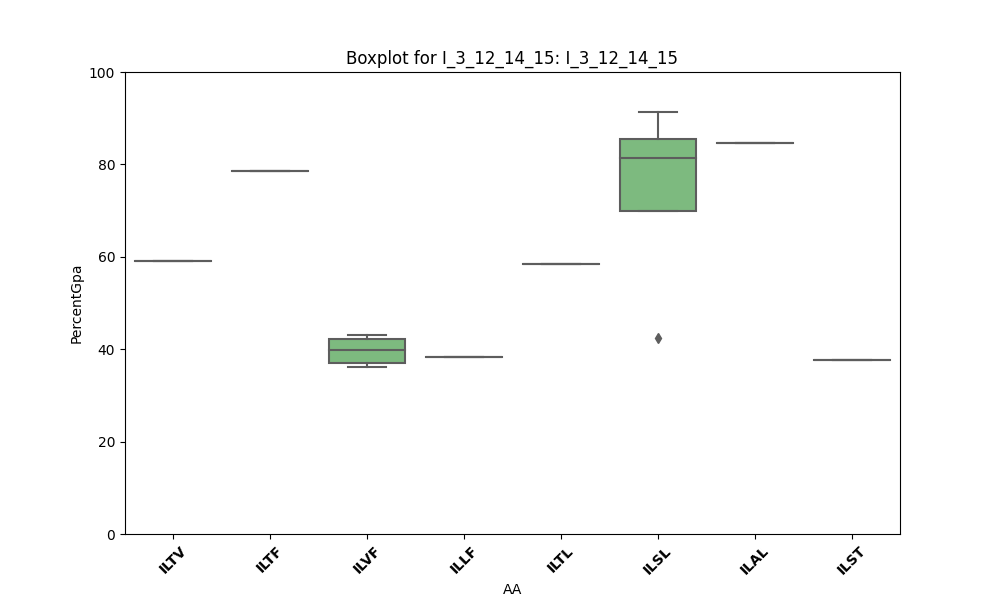 Boxplot for I_3_12_14_15: I_3_12_14_15
100
80
60
40
20
0
PercentGpa
ILTV
ILTF
ILVF
ILLF
ILTL
ILSL
ILAL
ILST
AA